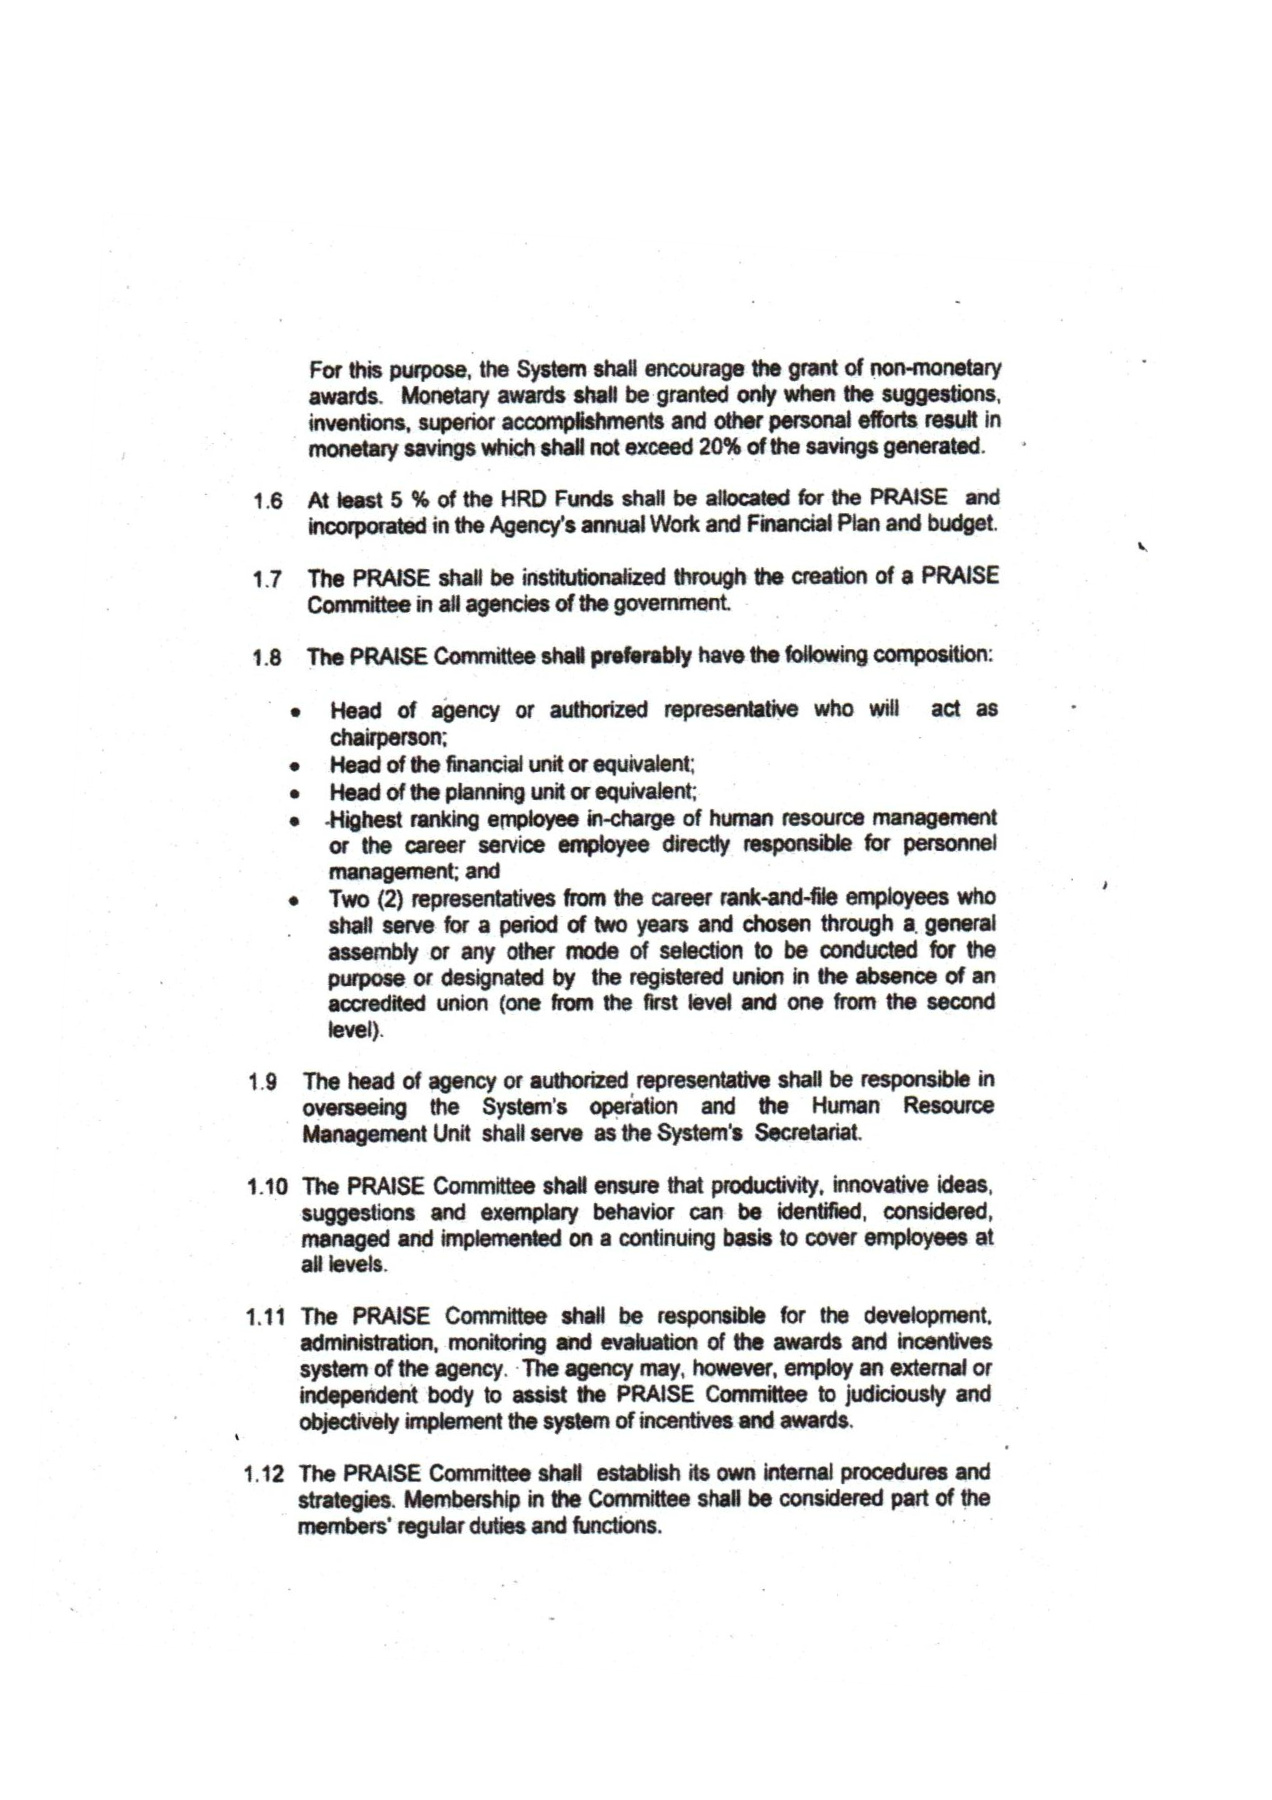 For this purpose, the System shall encourage the grant of non-monetary
awards. Monetary awards shall be granted only when the suggestions,
inventions, superior accomplishments and other personal efforts result in
monetary savings which shall not exceed 20% of the savings generated.
1.6 At least 5 % of the HRD Funds shall be allocated for the PRAISE and
incorporated in the Agency's annual Work and Financial Plan and budget.
1.7 The PRAISE shall be institutionalized through the creation of a PRAISE
Committee in all agencies of the government.
1.8 The PRAISE Committee shall preferably have the following composition:
• Head of agency or authorized representative who will act as
chairperson;
• Head of the financial unit or equivalent;
• Head of the planning unit or equivalent;
• -Highest ranking employee in-charge of human resource management
or the career service employee directly responsible for personnel
management; and
• Two (2) representatives from the career rank-and-file employees who
shall serve for a period of two years and chosen through a general
assembly or any other mode of selection to be conducted for the
purpose or designated by the registered union in the absence of an
accredited union (one from the first level and one from the second
level).
1.9 The head of agency or authorized representative shall be responsible in
overseeing the System's operation and the Human Resource
Management Unit shall serve as the System's Secretariat.
1.10 The PRAISE Committee shall ensure that productivity, innovative ideas,
suggestions and exemplary behavior can be identified, considered,
managed and implemented on a continuing basis to cover employees at
all levels.
1.11 The PRAISE Committee shall be responsible for the development,
administration, monitoring and evaluation of the awards and incentives
system of the agency. The agency may, however, employ an external or
independent body to assist the PRAISE Committee to judiciously and
objectively implement the system of incentives and awards.
1.12 The PRAISE Committee shall establish its own internal procedures and
strategies. Membership in the Committee shall be considered part of the
members' regular duties and functions.